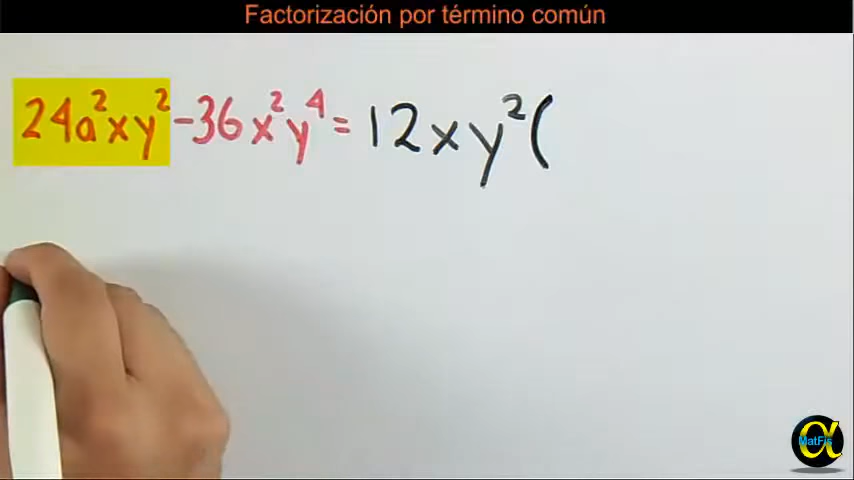 Factorización por término común
24a²xy²-36x²y⁴=12xy²(
MatFis
α